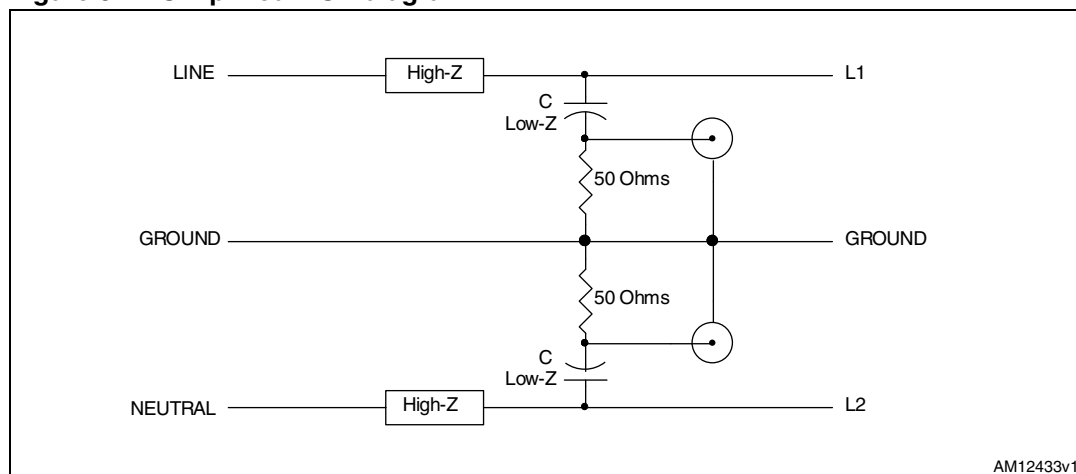 LINE High-Z L1
C
Low-Z
50 Ohms
GROUND GROUND
50 Ohms
C
Low-Z
NEUTRAL High-Z L2
AM12433v1